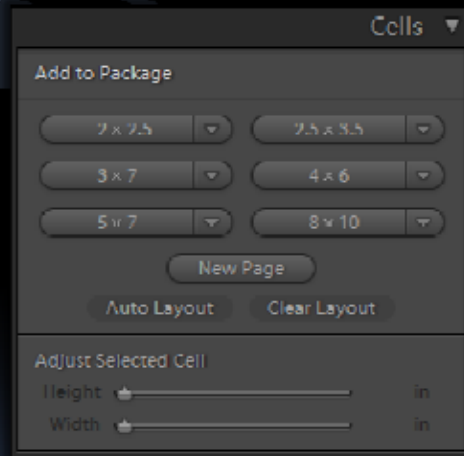 Cells
Add to Package
2 × 2.5 2.5 × 3.5
3 × 7 4 × 6
5 × 7 8 × 10
New Page
Auto Layout Clear Layout
Adjust Selected Cell
Height in
Width in